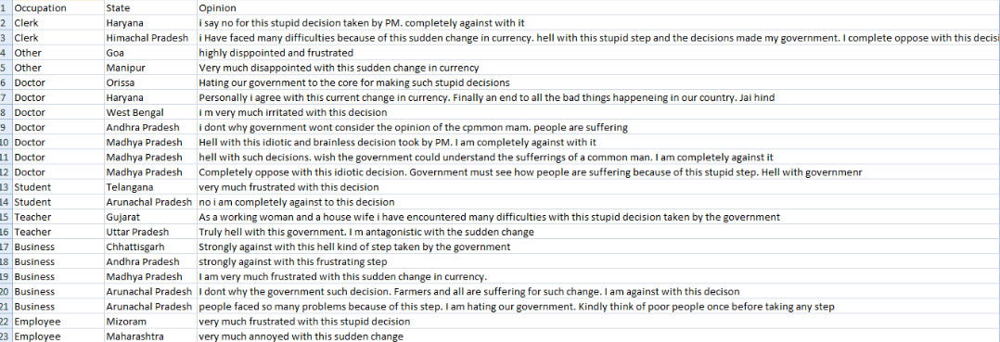 1 Occupation State Opinion
2 Clerk Haryana i say no for this stupid decision taken by PM. completely against with it
3 Clerk Himachal Pradesh i Have faced many difficulties because of this sudden change in currency. hell with this stupid step and the decisions made my government. I complete oppose with this decisi
4 Other Goa highly disppointed and frustrated
5 Other Manipur Very much disappointed with this sudden change in currency
6 Doctor Orissa Hating our government to the core for making such stupid decisions
7 Doctor Haryana Personally i agree with this current change in currency. Finally an end to all the bad things happeneing in our country. Jai hind
8 Doctor West Bengal i m very much irritated with this decision
9 Doctor Andhra Pradesh i dont why government wont consider the opinion of the cpmmon mam. people are suffering
10 Doctor Madhya Pradesh Hell with this idiotic and brainless decision took by PM. I am completely against with it
11 Doctor Madhya Pradesh hell with such decisions. wish the government could understand the sufferrings of a common man. I am completely against it
12 Doctor Madhya Pradesh Completely oppose with this idiotic decision. Government must see how people are suffering because of this stupid step. Hell with governmenr
13 Student Telangana very much frustrated with this decision
14 Student Arunachal Pradesh no i am completely against to this decision
15 Teacher Gujarat As a working woman and a house wife i have encountered many difficulties with this stupid decision taken by the government
16 Teacher Uttar Pradesh Truly hell with this government. I m antagonistic with the sudden change
17 Business Chhattisgarh Strongly against with this hell kind of step taken by the government
18 Business Andhra Pradesh strongly against with this frustrating step
19 Business Madhya Pradesh I am very much frustrated with this sudden change in currency.
20 Business Arunachal Pradesh I dont why the government such decision. Farmers and all are suffering for such change. I am against with this decison
21 Business Arunachal Pradesh people faced so many problems because of this step. I am hating our government. Kindly think of poor people once before taking any step
22 Employee Mizoram very much frustrated with this stupid decision
23 Employee Maharashtra very much annoyed with this sudden change